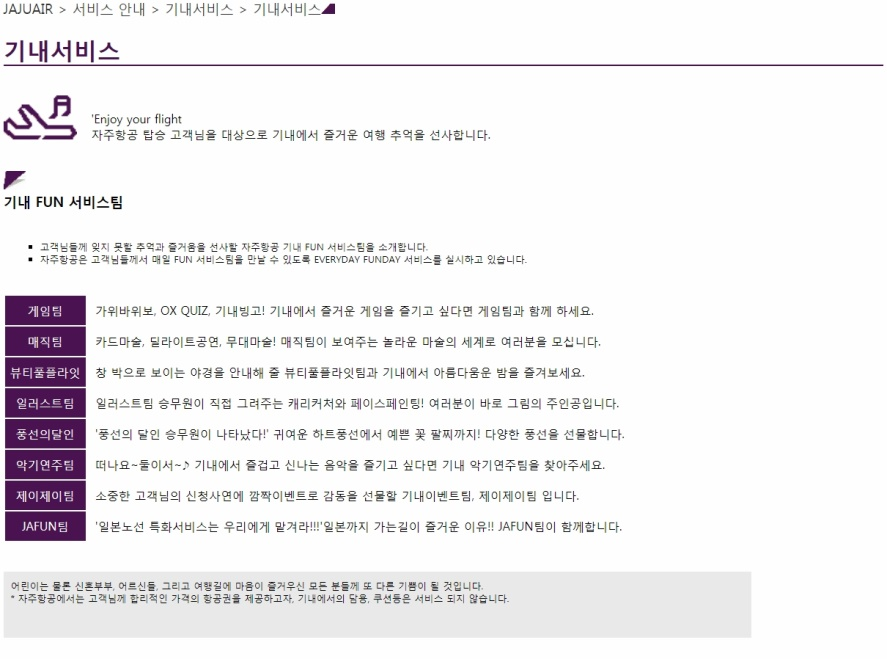 JAJUAIR > 서비스 안내 > 기내서비스 > 기내서비스
기내서비스
'Enjoy your flight
자주항공 탑승 고객님을 대상으로 기내에서 즐거운 여행 추억을 선사합니다.
기내 FUN 서비스팀
▪ 고객님들께 잊지 못할 추억과 즐거움을 선사할 자주항공 기내 FUN 서비스팀을 소개합니다.
▪ 자주항공은 고객님들께서 매일 FUN 서비스팀을 만날 수 있도록 EVERYDAY FUNDAY 서비스를 실시하고 있습니다.
게임팀 가위바위보, OX QUIZ, 기내빙고! 기내에서 즐거운 게임을 즐기고 싶다면 게임팀과 함께 하세요.
매직팀 카드마술, 딜라이트공연, 무대마술! 매직팀이 보여주는 놀라운 마술의 세계로 여러분을 모십니다.
뷰티풀플라잇 창 박으로 보이는 야경을 안내해 줄 뷰티풀플라잇팀과 기내에서 아름다운운 밤을 즐겨보세요.
일러스트팀 일러스트팀 승무원이 직접 그려주는 캐리커처와 페이스페인팅! 여러분이 바로 그림의 주인공입니다.
풍선의달인 '풍선의 달인 승무원이 나타났다!' 귀여운 하트풍선에서 예쁜 꽃 팔찌까지! 다양한 풍선을 선물합니다.
악기연주팀 떠나요~둘이서~♪ 기내에서 즐겁고 신나는 음악을 즐기고 싶다면 기내 악기연주팀을 찾아주세요.
제이제이팀 소중한 고객님의 신청사연에 깜짝이벤트로 감동을 선물할 기내이벤트팀, 제이제이팀 입니다.
JAFUN팀 '일본노선 특화서비스는 우리에게 맡겨라!!!'일본까지 가는길이 즐거운 이유!! JAFUN팀이 함께합니다.
어린이는 물론 신혼부부, 어르신들, 그리고 여행길에 마음이 즐거우신 모든 분들께 또 다른 기쁨이 될 것입니다.
* 자주항공에서는 고객님께 합리적인 가격의 항공권을 제공하고자, 기내에서의 담용, 쿠션등은 서비스 되지 않습니다.